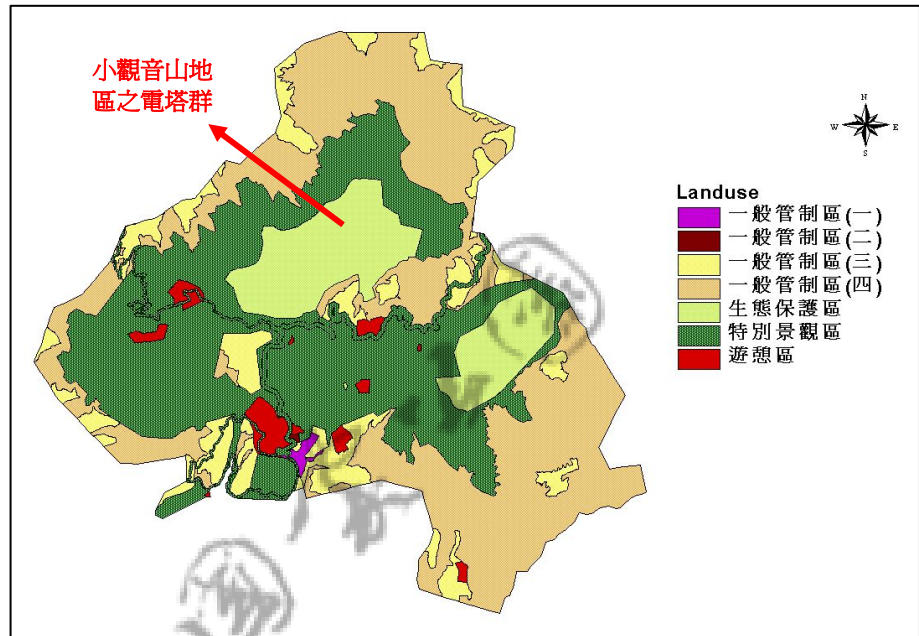 小觀音山地
區之電塔群
N
W
E
S
Landuse
一般管制區(一)
一般管制區(二)
一般管制區(三)
一般管制區(四)
生態保護區
特別景觀區
遊憩區